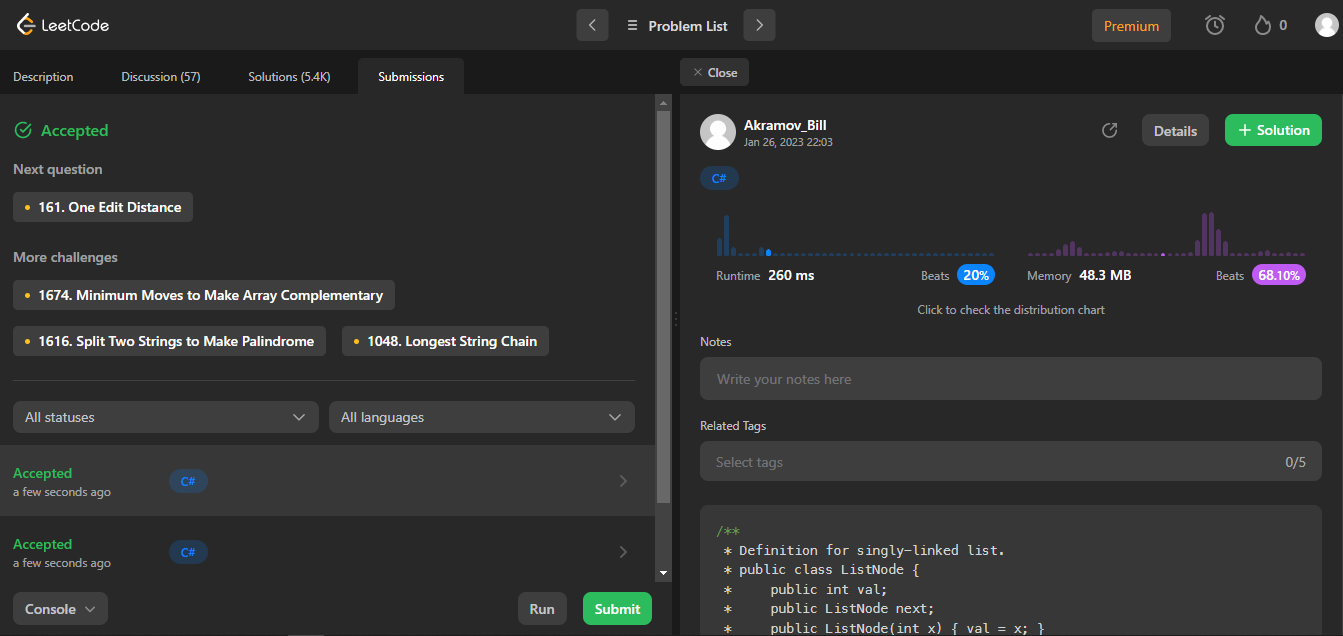 LeetCode
Problem List
Premium
0
Description
Discussion (57)
Solutions (5.4K)
Submissions
Close
Accepted
Next question
161. One Edit Distance
More challenges
1674. Minimum Moves to Make Array Complementary
1616. Split Two Strings to Make Palindrome
1048. Longest String Chain
All statuses
All languages
Accepted
a few seconds ago
C#
Accepted
a few seconds ago
C#
Console
Run
Submit
Akramov_Bill
Jan 26, 2023 22:03
Details
+ Solution
C#
Runtime 260 ms
Beats 20%
Memory 48.3 MB
Beats 68.10%
Click to check the distribution chart
Notes
Write your notes here
Related Tags
Select tags
0/5
/**
* Definition for singly-linked list.
* public class ListNode {
*     public int val;
*     public ListNode next;
*     public ListNode(int x) { val = x; }